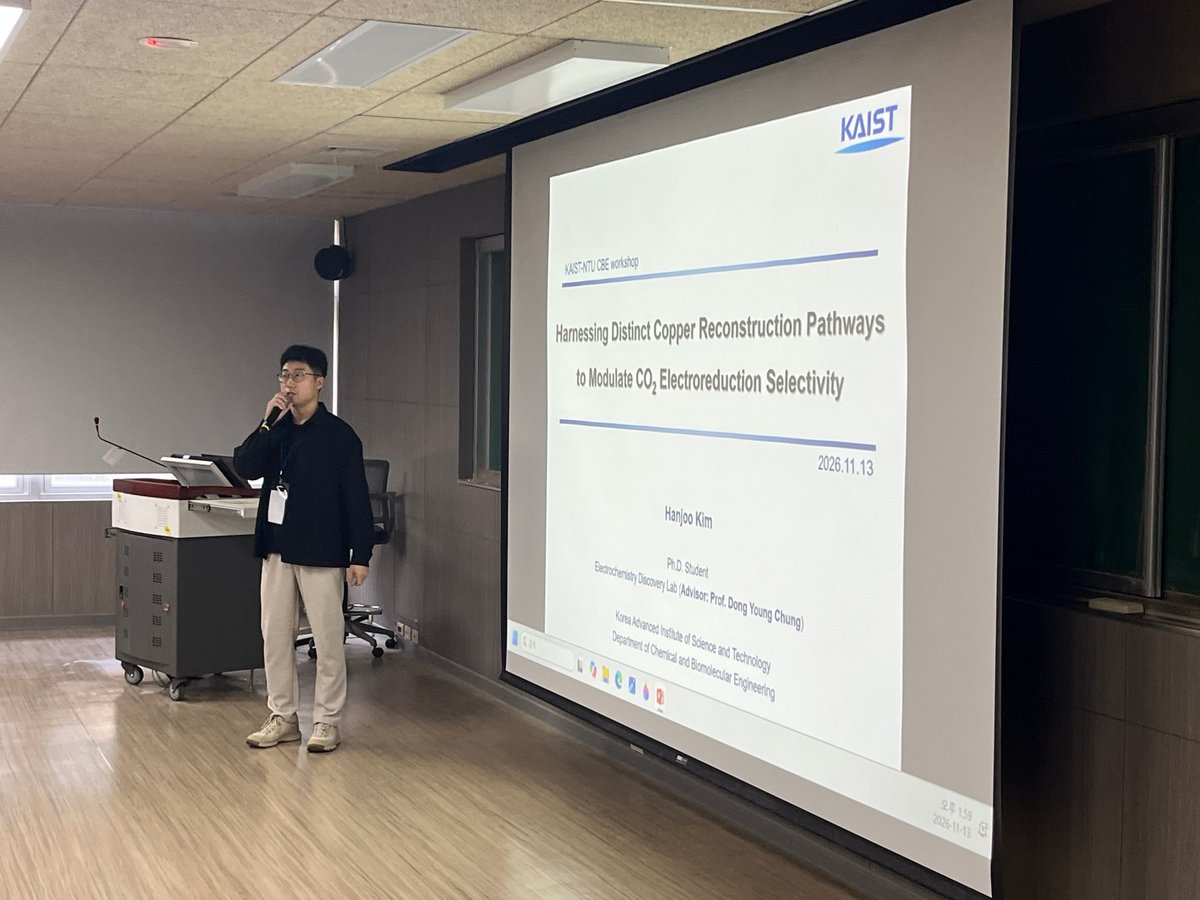 KAIST
KAIST-NTU CBE workshop
Harnessing Distinct Copper Reconstruction Pathways
to Modulate CO₂ Electroreduction Selectivity
2026.11.13
Hanjoo Kim
Ph.D. Student
Electrochemistry Discovery Lab (Advisor: Prof. Dong Young Chung)
Korea Advanced Institute of Science and Technology
Department of Chemical and Biomolecular Engineering
오후 1:59
2026-11-13